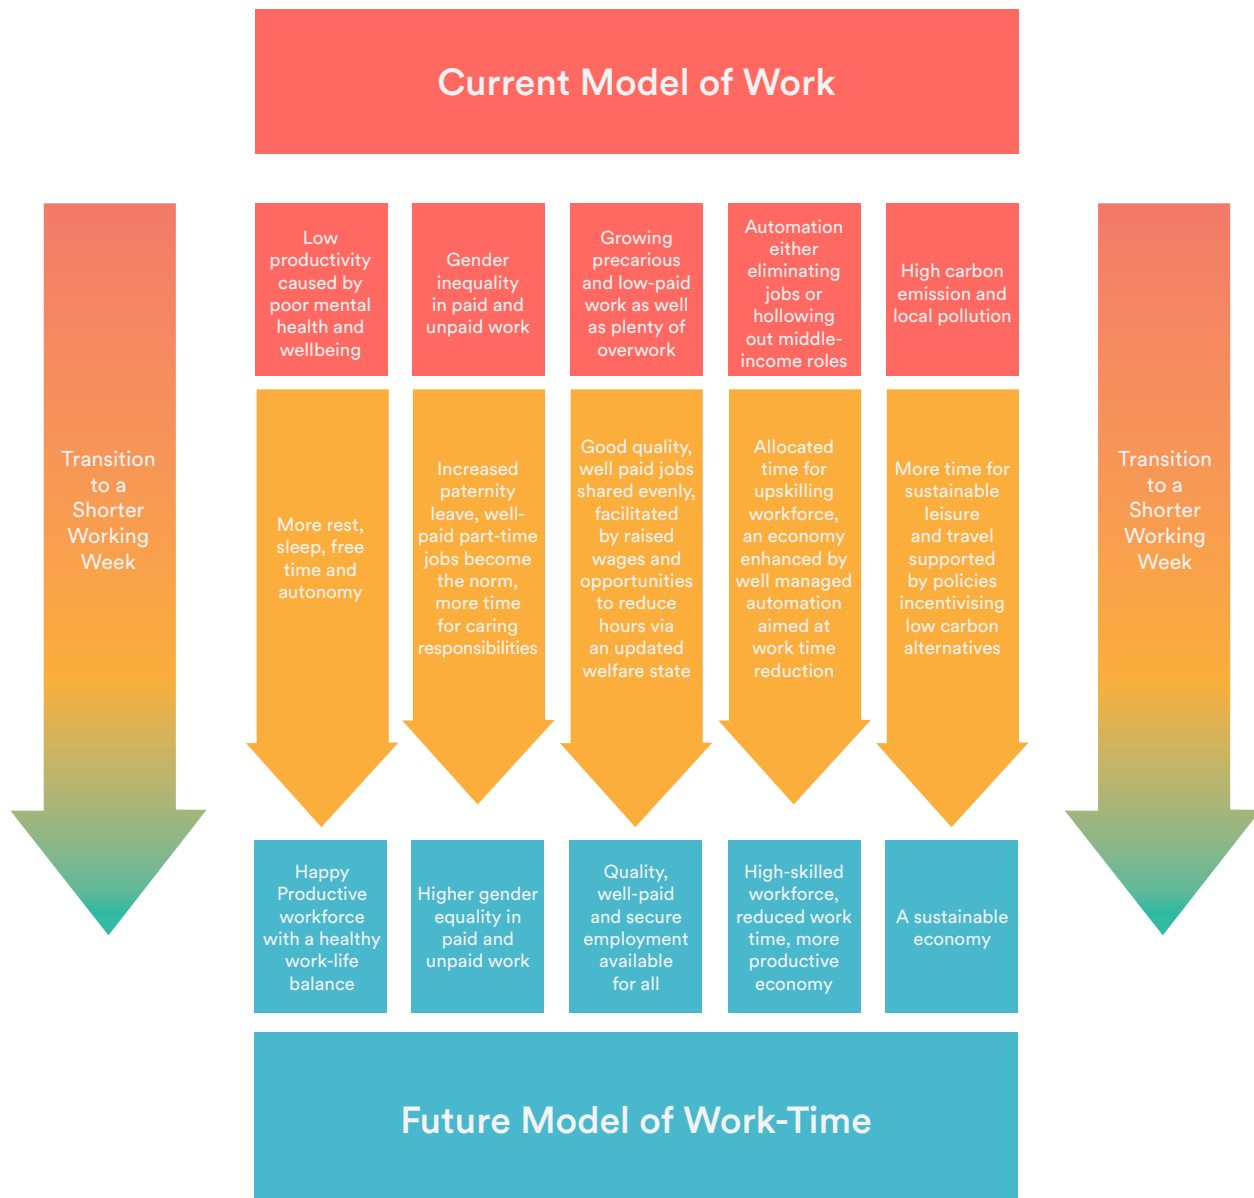 Current Model of Work
Low
productivity
caused by
poor mental
health and
wellbeing
Gender
inequality
in paid and
unpaid work
Growing
precarious
and low-paid
work as well
as plenty of
overwork
Automation
either
eliminating
jobs or
hollowing
out middle-
income roles
High carbon
emission and
local pollution
Transition
to a
Shorter
Working
Week
More rest,
sleep, free
time and
autonomy
Increased
paternity
leave, well-
paid part-time
jobs become
the norm,
more time
for caring
responsibilities
Good quality,
well paid jobs
shared evenly,
facilitated
by raised
wages and
opportunities
to reduce
hours via
an updated
welfare state
Allocated
time for
upskilling
workforce,
an economy
enhanced by
well managed
automation
aimed at
work time
reduction
More time for
sustainable
leisure
and travel
supported
by policies
incentivising
low carbon
alternatives
Transition
to a
Shorter
Working
Week
Happy
Productive
workforce
with a healthy
work-life
balance
Higher gender
equality in
paid and
unpaid work
Quality,
well-paid
and secure
employment
available
for all
High-skilled
workforce,
reduced work
time, more
productive
economy
A sustainable
economy
Future Model of Work-Time